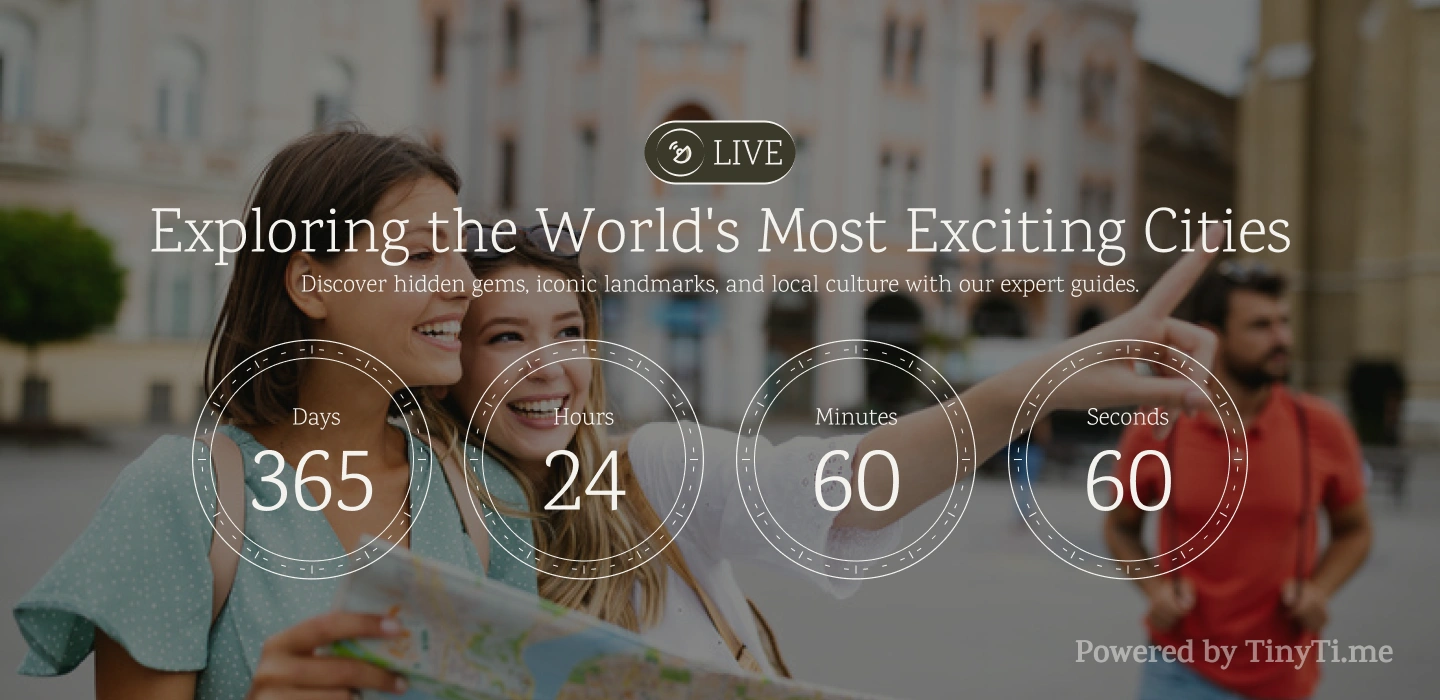 LIVE
Exploring the World's Most Exciting Cities
Discover hidden gems, iconic landmarks, and local culture with our expert guides.
Days Hours Minutes Seconds
365 24 60 60
Powered by TinyTi.me